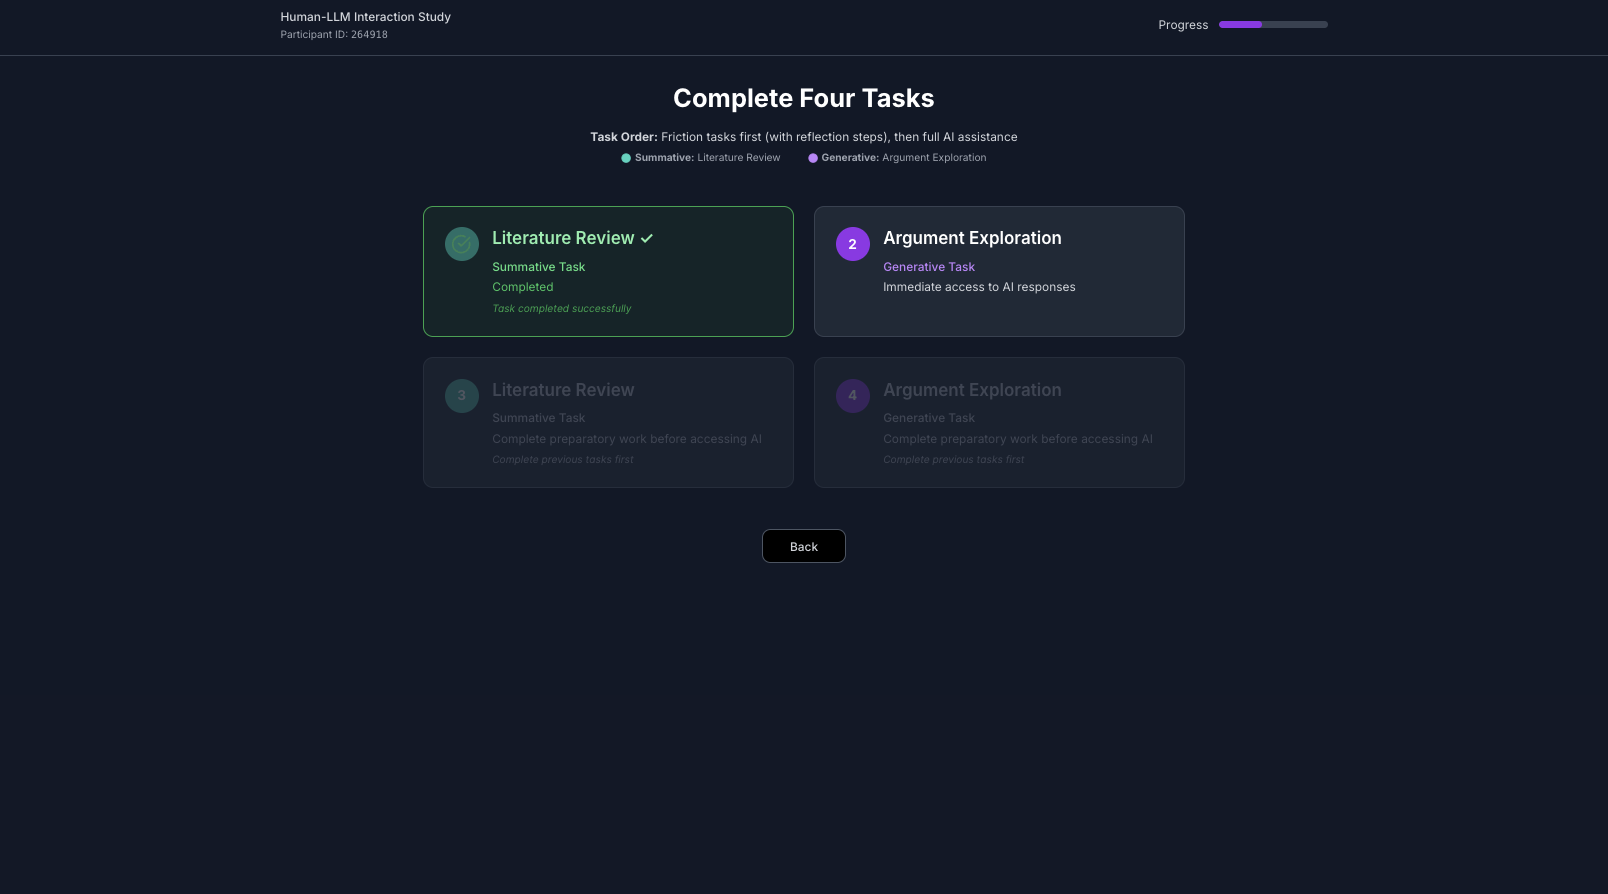 Human-LLM Interaction Study
Participant ID: 264918
Progress
Complete Four Tasks
Task Order: Friction tasks first (with reflection steps), then full AI assistance
Summative: Literature Review
Generative: Argument Exploration
Literature Review ✓
Summative Task
Completed
Task completed successfully
2
Argument Exploration
Generative Task
Immediate access to AI responses
3
Literature Review
Summative Task
Complete preparatory work before accessing AI
Complete previous tasks first
4
Argument Exploration
Generative Task
Complete preparatory work before accessing AI
Complete previous tasks first
Back